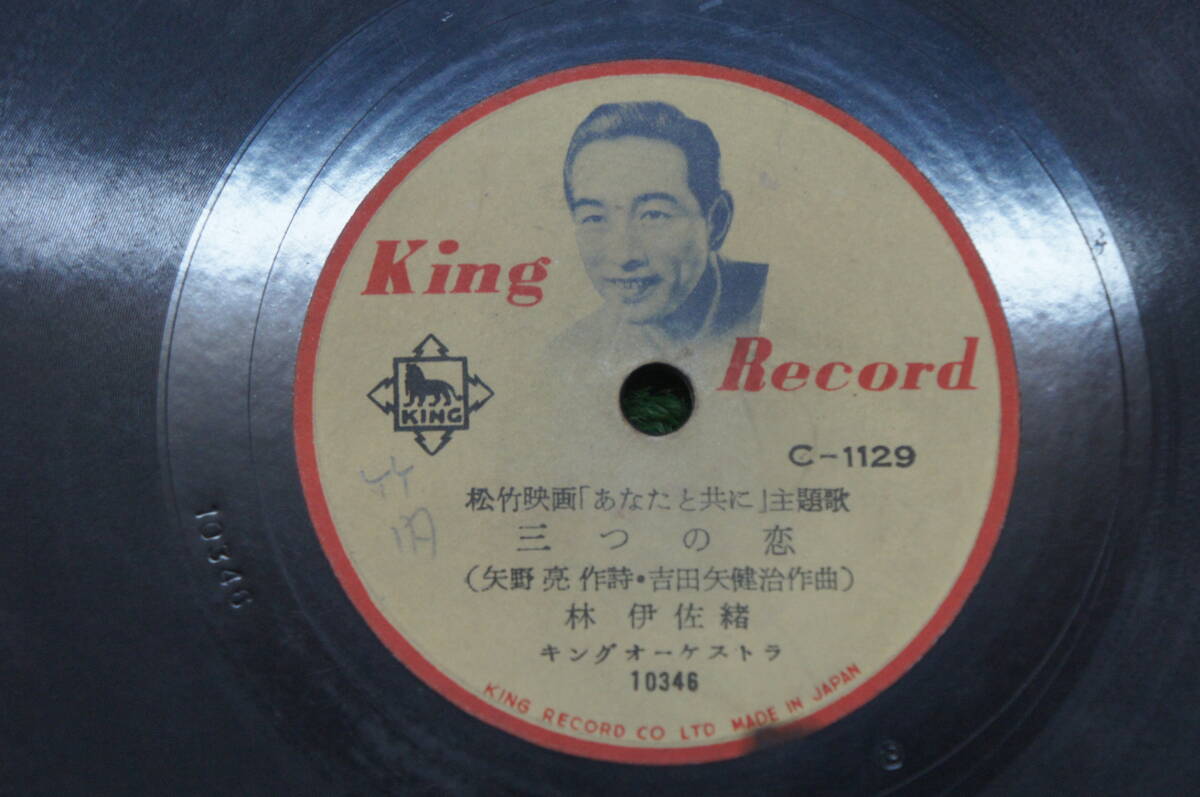 King
Record
KING
C-1129
松竹映画「あなたと共に」主題歌
三つの恋
(矢野 亮 作詩・吉田矢健治作曲)
林 伊佐緒
キングオーケストラ
10346
KING RECORD CO LTD MADE IN JAPAN
10346